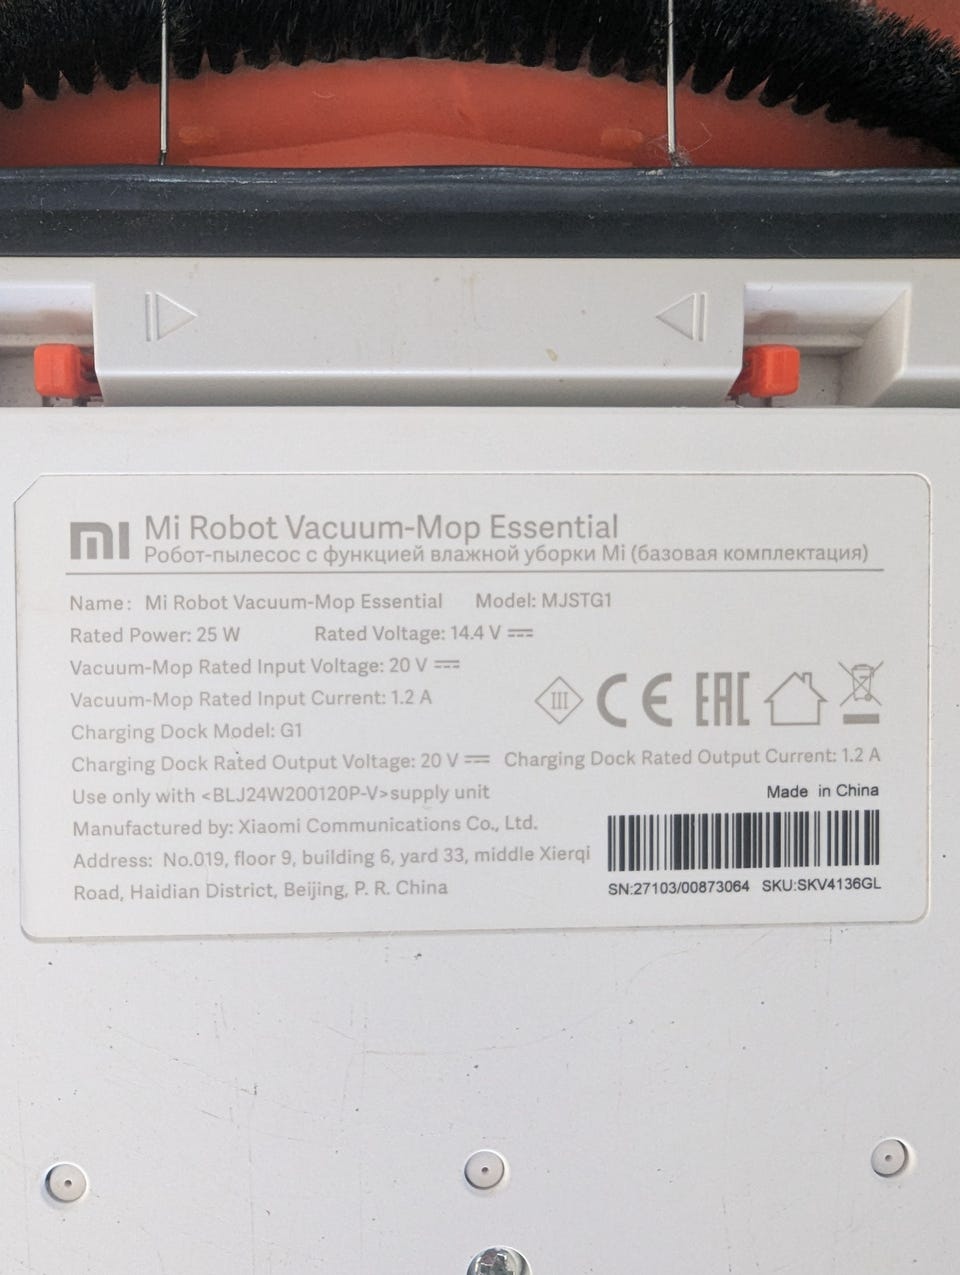 mi Mi Robot Vacuum-Mop Essential
Робот-пылесос с функцией влажной уборки Mi (базовая комплектация)
Name: Mi Robot Vacuum-Mop Essential Model: MJSTG1
Rated Power: 25 W Rated Voltage: 14.4 V
Vacuum-Mop Rated Input Voltage: 20 V
Vacuum-Mop Rated Input Current: 1.2 A
III CE EAC
Charging Dock Model: G1
Charging Dock Rated Output Voltage: 20 V Charging Dock Rated Output Current: 1.2 A
Use only with <BLJ24W200120P-V>supply unit
Made in China
Manufactured by: Xiaomi Communications Co., Ltd.
Address: No.019, floor 9, building 6, yard 33, middle Xierqi
Road, Haidian District, Beijing, P. R. China
SN:27103/00873064 SKU:SKV4136GL